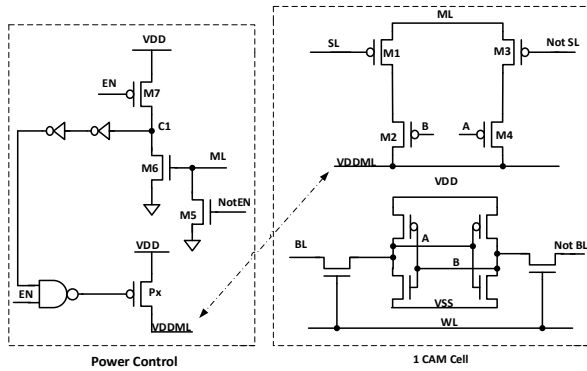 VDD
EN
M7
C1
M6
ML
M5
NotEN
VDD
EN
Px
VDDML
Power Control
ML
SL
M1
M3
Not SL
M2
B
A
M4
VDDML
VDD
BL
A
Not BL
B
VSS
WL
1 CAM Cell